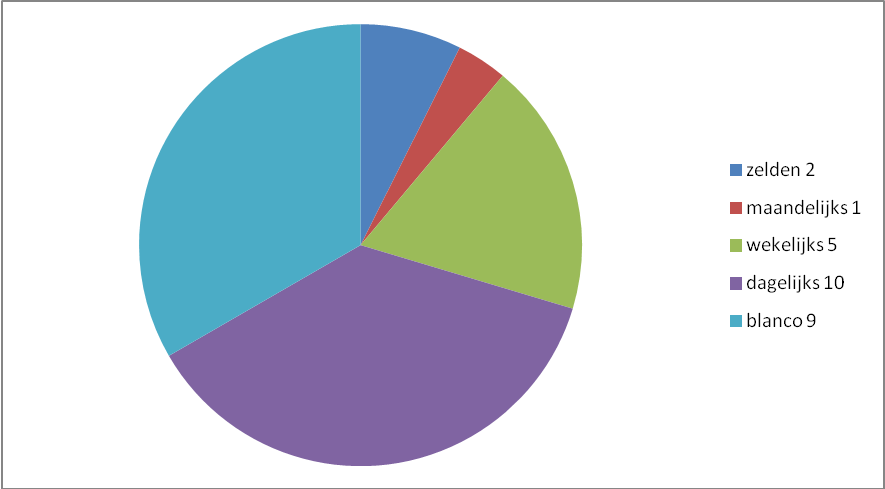 zelden 2
maandelijks 1
wekelijks 5
dagelijks 10
blanco 9